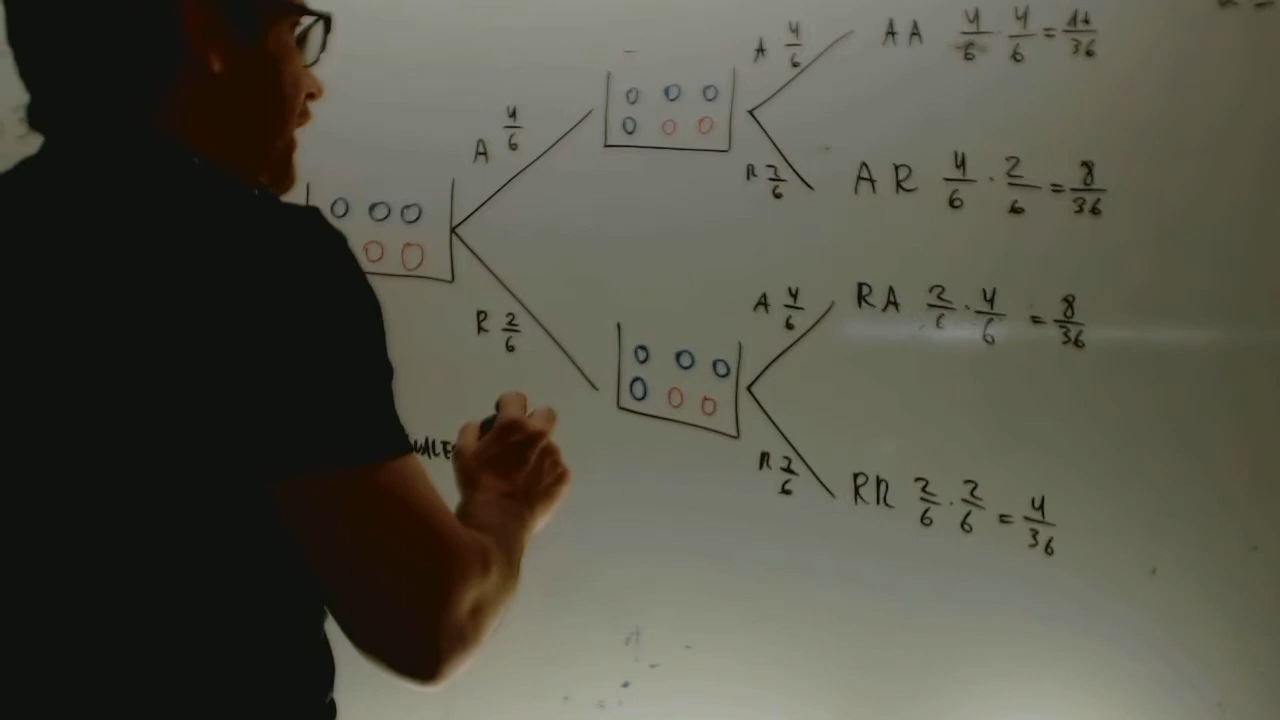 A 4/6
AA 4/6 · 4/6 = 16/36
A 4/6
R 2/6
AR 4/6 · 2/6 = 8/36
A 4/6
RA 2/6 · 4/6 = 8/36
R 2/6
R 2/6
RR 2/6 · 2/6 = 4/36